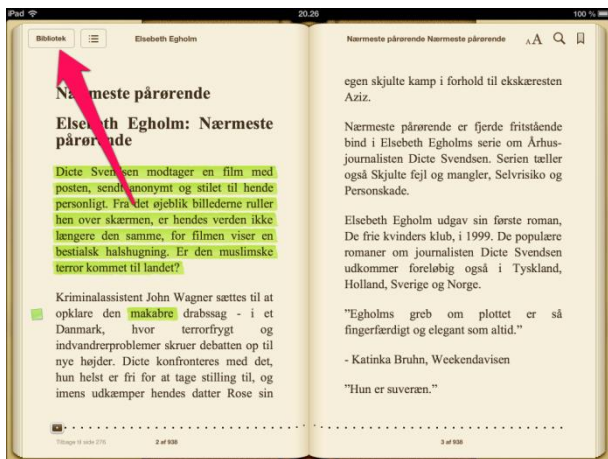 iPad
20.26
100 %
Bibliotek
Elsebeth Egholm
Nærmeste pårørende Nærmeste pårørende
AA
Nærmeste pårørende
Elsebeth Egholm: Nærmeste
pårørende
Dicte Svendsen modtager en film med
posten, sendt anonymt og stilet til hende
personligt. Fra det øjeblik billederne ruller
hen over skærmen, er hendes verden ikke
længere den samme, for filmen viser en
bestialsk halshugning. Er den muslimske
terror kommet til landet?
Kriminalassistent John Wagner sættes til at
opklare den makabre drabssag - i et
Danmark, hvor terrorfrygt og
indvandrerproblemer skruer debatten op til
nye højder. Dicte konfronteres med det,
hun helst er fri for at tage stilling til, og
imens udkæmper hendes datter Rose sin
Tilbage til side 276
2 af 938
egen skjulte kamp i forhold til ekskæresten
Aziz.
Nærmeste pårørende er fjerde fritstående
bind i Elsebeth Egholms serie om Århus-
journalisten Dicte Svendsen. Serien tæller
også Skjulte fejl og mangler, Selvrisiko og
Personskade.
Elsebeth Egholm udgav sin første roman,
De frie kvinders klub, i 1999. De populære
romaner om journalisten Dicte Svendsen
udkommer foreløbig også i Tyskland,
Holland, Sverige og Norge.
”Egholms greb om plottet er så
fingerfærdigt og elegant som altid.”
- Katinka Bruhn, Weekendavisen
”Hun er suveræn.”
3 af 938